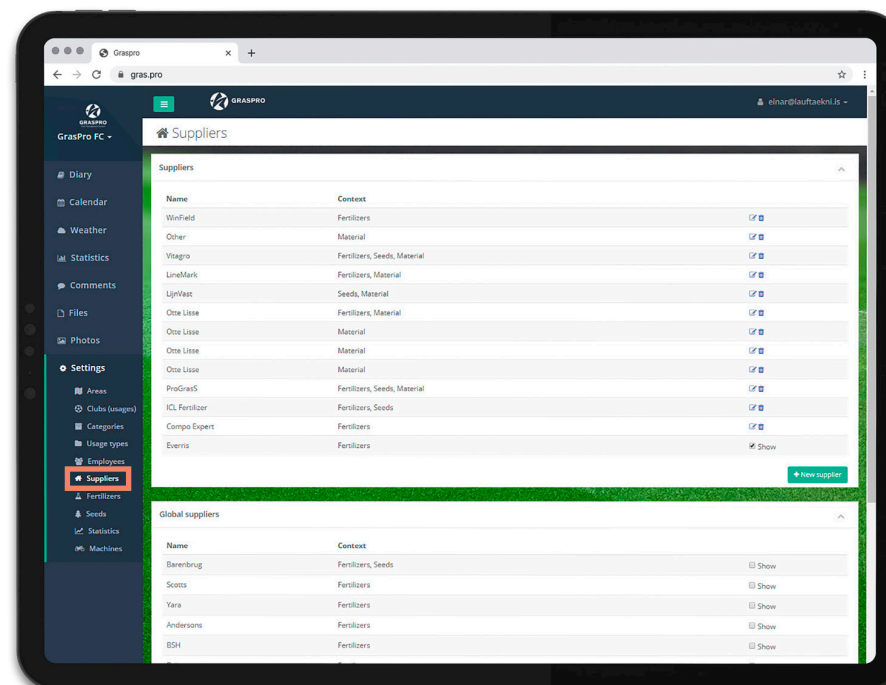 Graspro
gras.pro
GRASPRO
GrasPro FC
GRASPRO
einar@lauftaekni.is
Suppliers
Diary
Calendar
Weather
Statistics
Comments
Files
Photos
Settings
Areas
Clubs (usages)
Categories
Usage types
Employees
Suppliers
Fertilizers
Seeds
Statistics
Machines
Suppliers
Name Context
WinField Fertilizers
Other Material
Vitagro Fertilizers, Seeds, Material
LineMark Fertilizers, Material
LijnVast Seeds, Material
Otte Lisse Fertilizers, Material
Otte Lisse Material
Otte Lisse Material
Otte Lisse Material
ProGrasS Fertilizers, Seeds, Material
ICL Fertilizer Fertilizers, Seeds
Compo Expert Fertilizers
Everris Fertilizers Show
+ New supplier
Global suppliers
Name Context
Barenbrug Fertilizers, Seeds Show
Scotts Fertilizers Show
Yara Fertilizers Show
Andersons Fertilizers Show
BSH Fertilizers Show